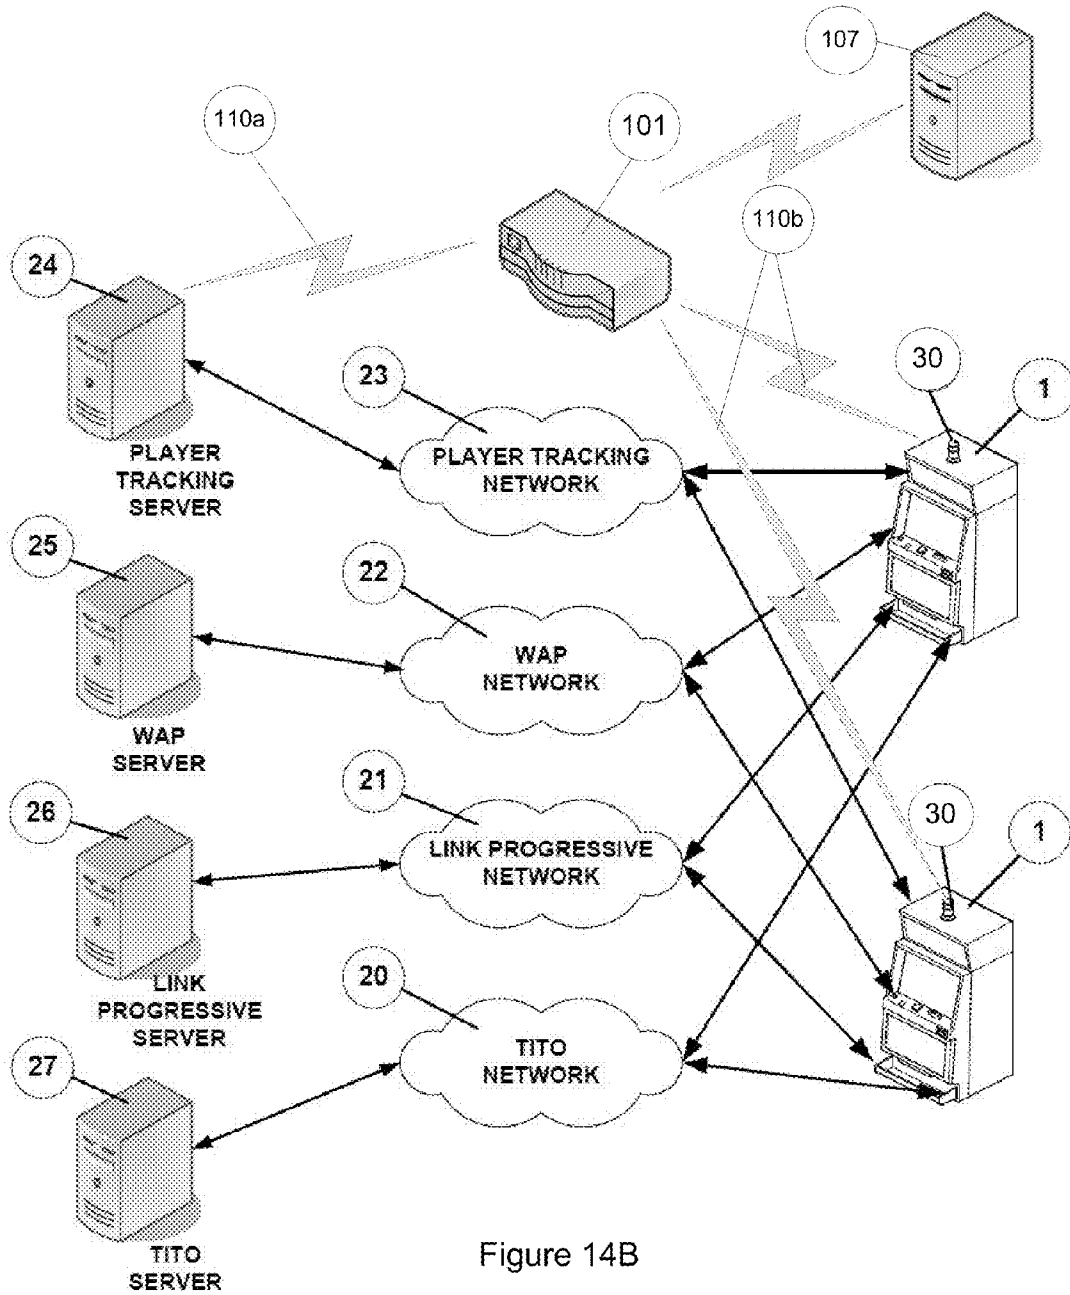 107
110a
101
110b
24
30
1
23
PLAYER TRACKING
NETWORK
PLAYER
TRACKING
SERVER
25
22
WAP
NETWORK
WAP
SERVER
21
26
LINK PROGRESSIVE
NETWORK
30
1
LINK
PROGRESSIVE
SERVER
20
TITO
NETWORK
27
TITO
SERVER
Figure 14B